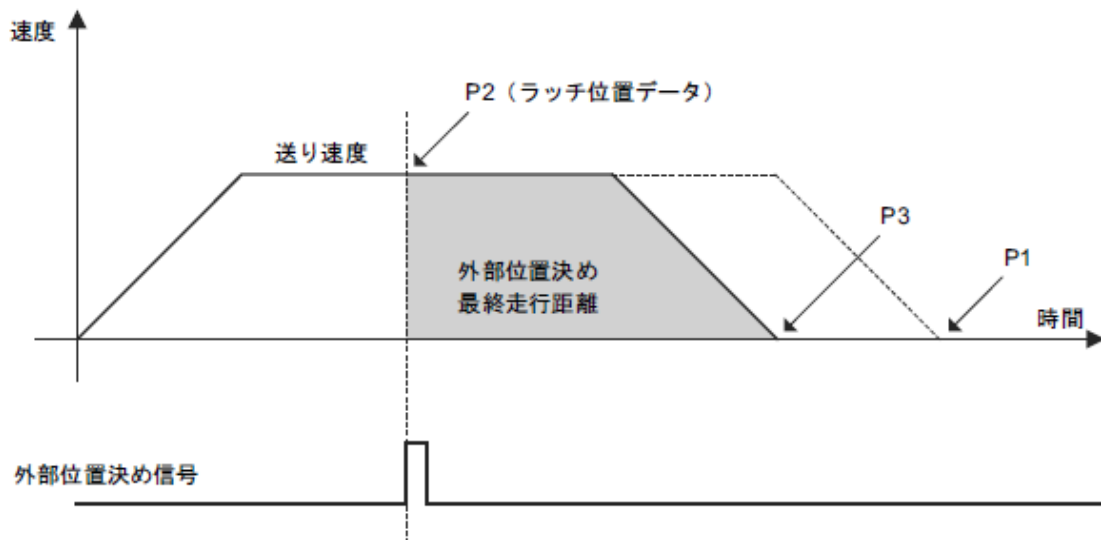 速度
P2（ラッチ位置データ）
送り速度
P3
P1
外部位置決め
最終走行距離
時間
外部位置決め信号